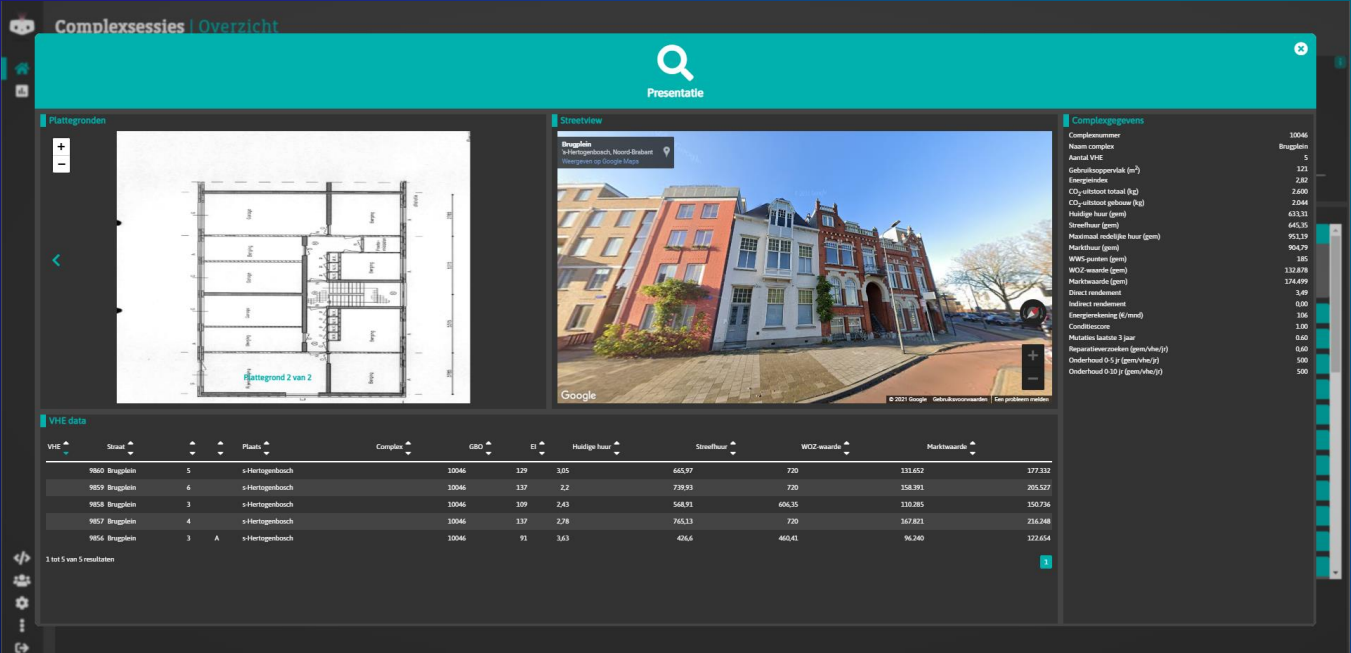 Complexsessies | Overzicht
Presentatie
Plattegronden
+
−
Plattegrond 2 van 2
Streetview
Brugplein
's-Hertogenbosch, Noord-Brabant
Weergeven op Google Maps
Google
© 2021 Google Gebruiksvoorwaarden Een probleem melden
Complexgegevens
Complexnummer 10046
Naam complex Brugplein
Aantal VHE 5
Gebruiksoppervlak (m²) 121
Energieindex 2,82
CO₂-uitstoot totaal (kg) 2.600
CO₂-uitstoot gebouw (kg) 2.044
Huidige huur (gem) 633,31
Streefhuur (gem) 645,35
Maximaal redelijke huur (gem) 951,19
Markthuur (gem) 904,79
WWS-punten (gem) 185
WOZ-waarde (gem) 132.878
Marktwaarde (gem) 174.499
Direct rendement 3,49
Indirect rendement 0,00
Energierekening (€/mnd) 106
Conditiescore 1.00
Mutaties laatste 3 jaar 0.60
Reparatieverzoeken (gem/vhe/jr) 0,60
Onderhoud 0-5 jr (gem/vhe/jr) 500
Onderhoud 0-10 jr (gem/vhe/jr) 500
VHE data
VHE Straat Plaats Complex GBO EI Huidige huur Streefhuur WOZ-waarde Marktwaarde
9860 Brugplein 5 s-Hertogenbosch 10046 129 3,05 665,97 720 131.652 177.332
9859 Brugplein 6 s-Hertogenbosch 10046 137 2,2 739,93 720 158.391 205.527
9858 Brugplein 3 s-Hertogenbosch 10046 109 2,43 568,91 606,35 110.285 150.736
9857 Brugplein 4 s-Hertogenbosch 10046 137 2,78 765,13 720 167.821 216.248
9856 Brugplein 3 A s-Hertogenbosch 10046 91 3,63 426,6 460,41 96.240 122.654
1 tot 5 van 5 resultaten
1